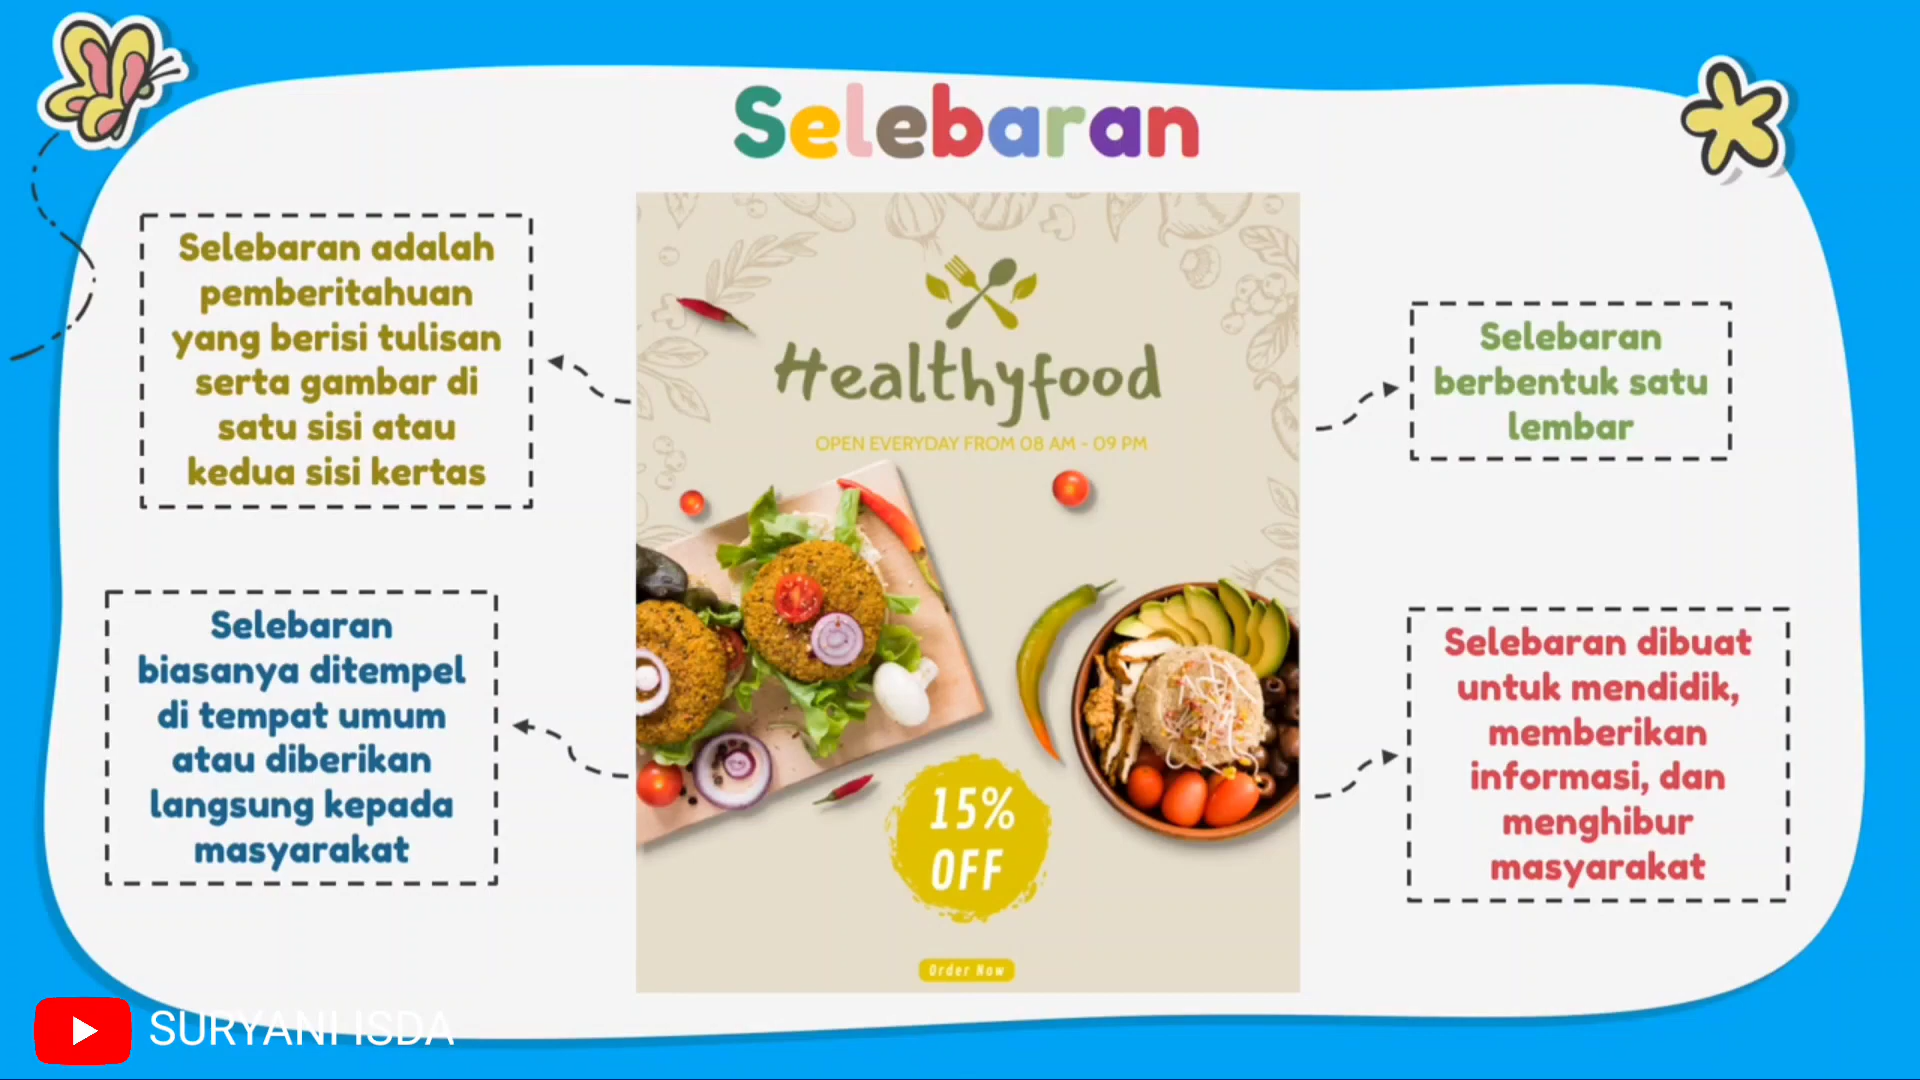 Selebaran
Selebaran adalah
pemberitahuan
yang berisi tulisan
serta gambar di
satu sisi atau
kedua sisi kertas
Selebaran
biasanya ditempel
di tempat umum
atau diberikan
langsung kepada
masyarakat
Healthyfood
OPEN EVERYDAY FROM 08 AM - 09 PM
15%
OFF
Order Now
Selebaran
berbentuk satu
lembar
Selebaran dibuat
untuk mendidik,
memberikan
informasi, dan
menghibur
masyarakat
SURYANI ISDA